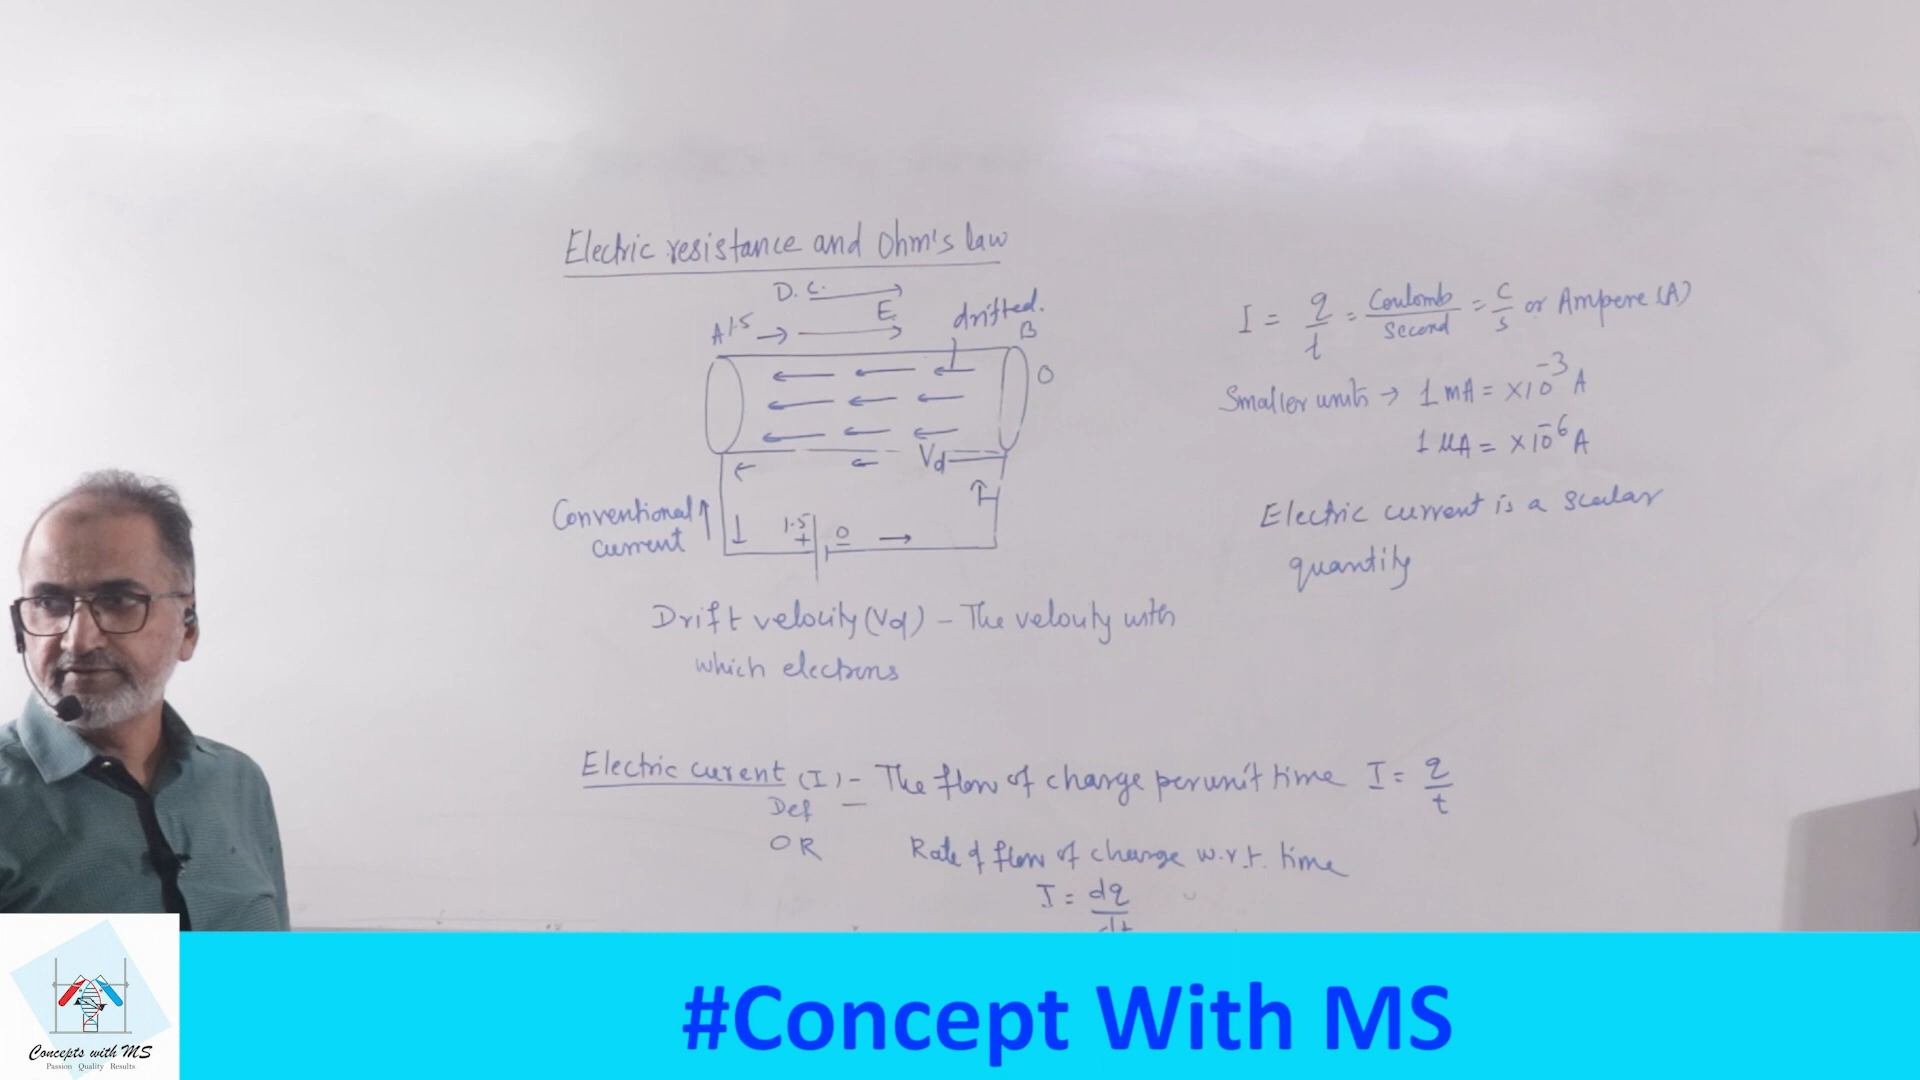 Electric resistance and Ohm's law
D.C.
E
drifted.
A 1.5
B
O
Vd
Conventional
current
1.5
+
0
-
Drift velocity (Vd) - The velocity with
which electrons
Electric curent (I) - The flow of charge per unit time I = q/t
Def
OR Rate of flow of charge w.r.t. time
I = dq/dt
I = q/t = Coulomb/Second = C/s or Ampere (A)
Smaller units → 1 mA = ×10⁻³ A
1 μA = ×10⁻⁶ A
Electric current is a scalar
quantity
#Concept With MS
Concepts with MS
Passion Quality Results